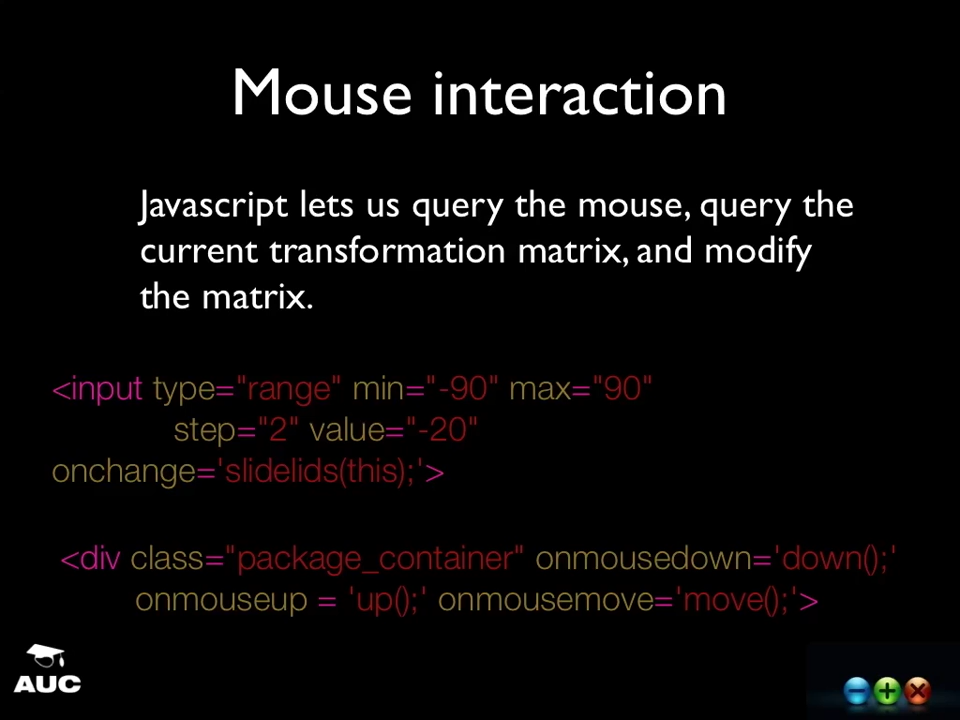 Mouse interaction
Javascript lets us query the mouse, query the
current transformation matrix, and modify
the matrix.
<input type="range" min="-90" max="90"
step="2" value="-20"
onchange='slidelids(this);'>
<div class="package_container" onmousedown='down();'
onmouseup = 'up();' onmousemove='move();'>
AUC